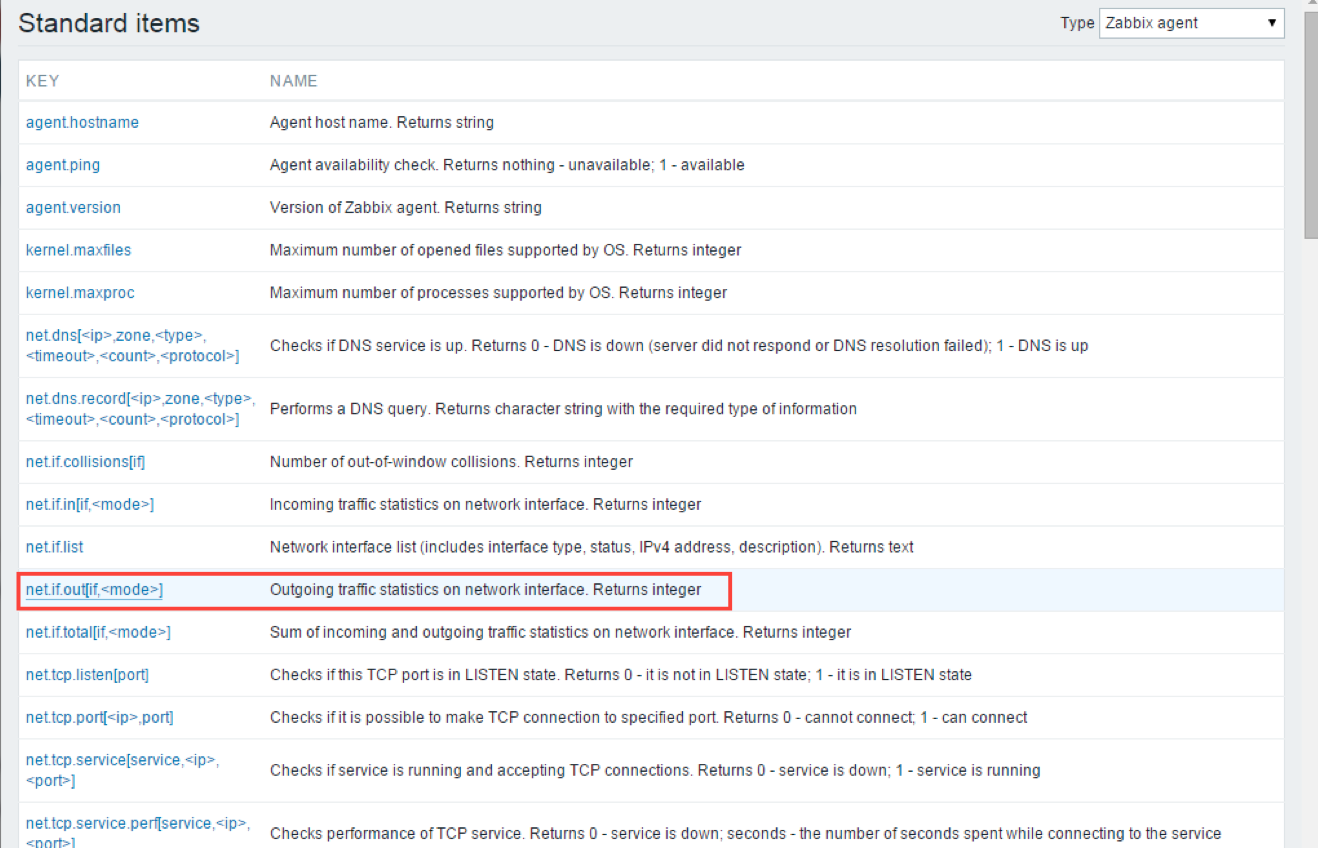 Standard items
Type Zabbix agent
KEY NAME
agent.hostname Agent host name. Returns string
agent.ping Agent availability check. Returns nothing - unavailable; 1 - available
agent.version Version of Zabbix agent. Returns string
kernel.maxfiles Maximum number of opened files supported by OS. Returns integer
kernel.maxproc Maximum number of processes supported by OS. Returns integer
net.dns[<ip>,zone,<type>,
<timeout>,<count>,<protocol>]
Checks if DNS service is up. Returns 0 - DNS is down (server did not respond or DNS resolution failed); 1 - DNS is up
net.dns.record[<ip>,zone,<type>,
<timeout>,<count>,<protocol>]
Performs a DNS query. Returns character string with the required type of information
net.if.collisions[if] Number of out-of-window collisions. Returns integer
net.if.in[if,<mode>] Incoming traffic statistics on network interface. Returns integer
net.if.list Network interface list (includes interface type, status, IPv4 address, description). Returns text
net.if.out[if,<mode>] Outgoing traffic statistics on network interface. Returns integer
net.if.total[if,<mode>] Sum of incoming and outgoing traffic statistics on network interface. Returns integer
net.tcp.listen[port] Checks if this TCP port is in LISTEN state. Returns 0 - it is not in LISTEN state; 1 - it is in LISTEN state
net.tcp.port[<ip>,port] Checks if it is possible to make TCP connection to specified port. Returns 0 - cannot connect; 1 - can connect
net.tcp.service[service,<ip>,
<port>]
Checks if service is running and accepting TCP connections. Returns 0 - service is down; 1 - service is running
net.tcp.service.perf[service,<ip>,
<port>]
Checks performance of TCP service. Returns 0 - service is down; seconds - the number of seconds spent while connecting to the service